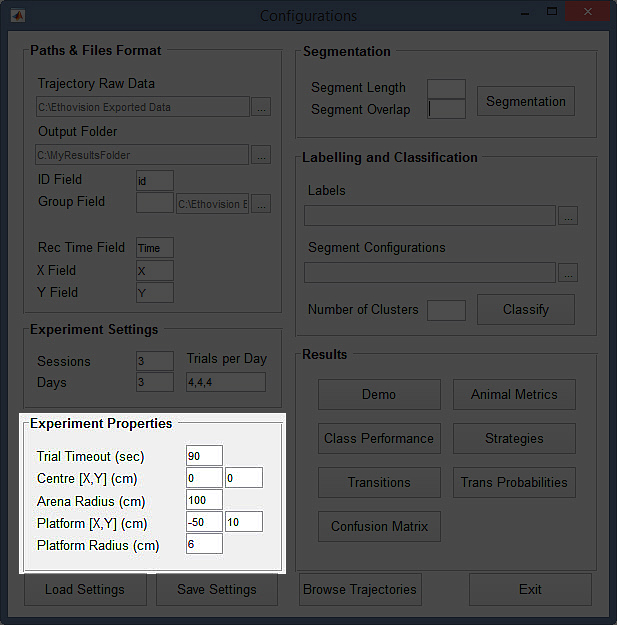 Configurations
Paths & Files Format
Trajectory Raw Data
C:\Ethovision Exported Data ...
Output Folder
C:\MyResultsFolder ...
ID Field id
Group Field C:\Ethovision E ...
Rec Time Field Time
X Field X
Y Field Y
Experiment Settings
Sessions 3 Trials per Day
Days 3 4,4,4
Experiment Properties
Trial Timeout (sec) 90
Centre [X,Y] (cm) 0 0
Arena Radius (cm) 100
Platform [X,Y] (cm) -50 10
Platform Radius (cm) 6
Segmentation
Segment Length
Segment Overlap
Segmentation
Labelling and Classification
Labels
...
Segment Configurations
...
Number of Clusters Classify
Results
Demo Animal Metrics
Class Performance Strategies
Transitions Trans Probabilities
Confusion Matrix
Load Settings Save Settings Browse Trajectories Exit